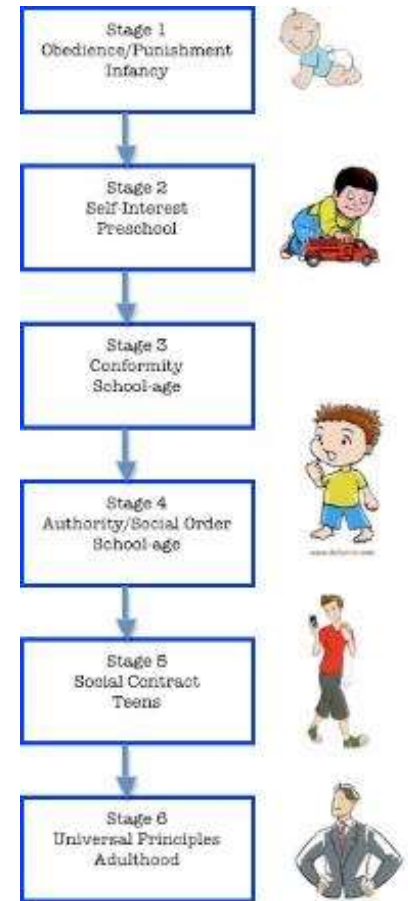 Stage 1
Obedience/Punishment
Infancy
Stage 2
Self-Interest
Preschool
Stage 3
Conformity
School-age
Stage 4
Authority/Social Order
School-age
Stage 5
Social Contract
Teens
Stage 6
Universal Principles
Adulthood